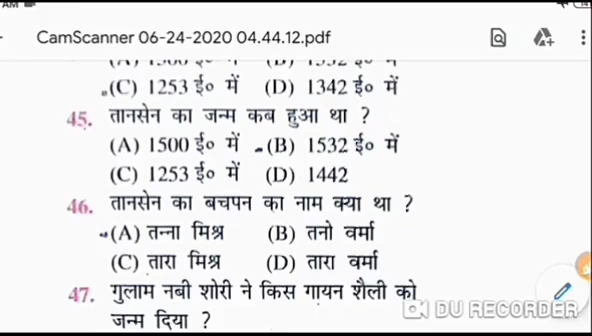 AM
CamScanner 06-24-2020 04.44.12.pdf
(C) 1253 ई० में (D) 1342 ई० में
45. तानसेन का जन्म कब हुआ था ?
(A) 1500 ई० में (B) 1532 ई० में
(C) 1253 ई० में (D) 1442
46. तानसेन का बचपन का नाम क्या था ?
(A) तन्ना मिश्र (B) तनो वर्मा
(C) तारा मिश्र (D) तारा वर्मा
47. गुलाम नबी शोरी ने किस गायन शैली को
जन्म दिया ?
DU RECORDER